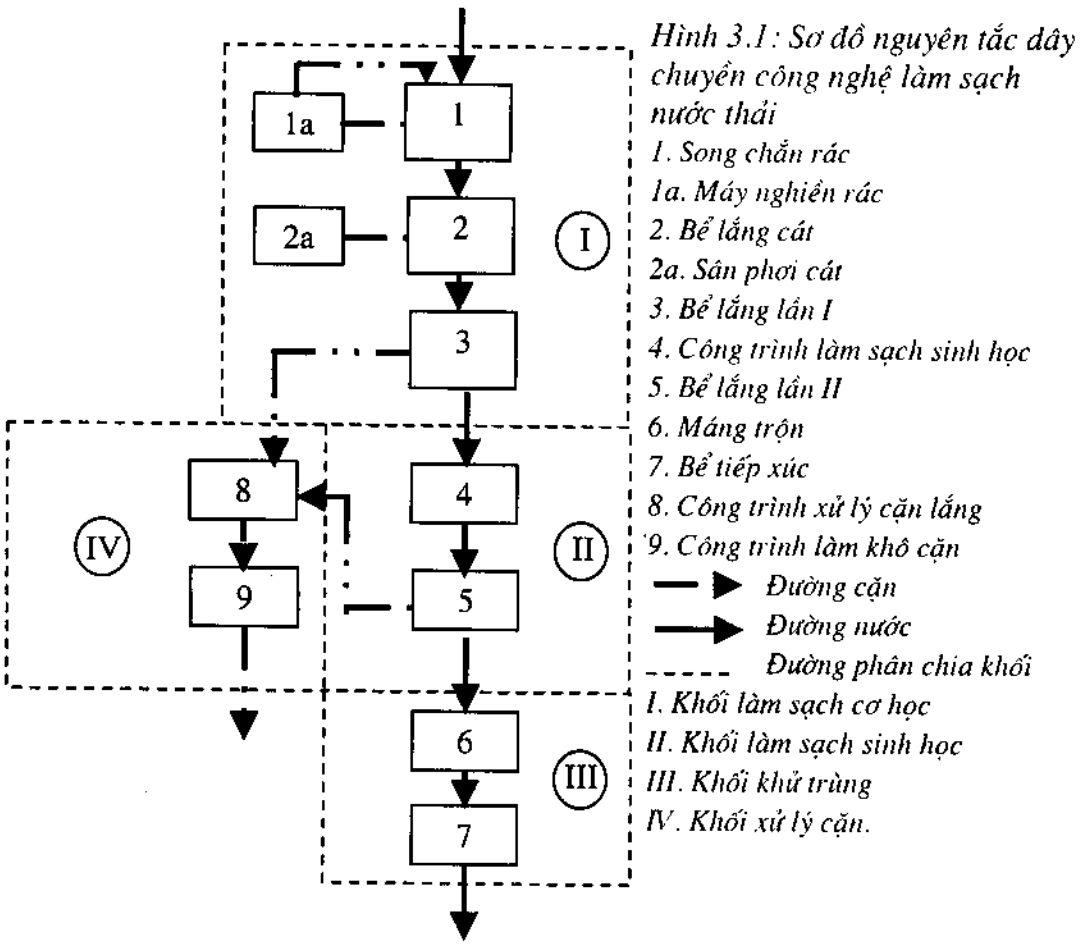 1a
1
2a
2
I
3
8
4
IV
II
9
5
6
III
7
Hình 3.1: Sơ đồ nguyên tắc dây
chuyền công nghệ làm sạch
nước thải
1. Song chắn rác
1a. Máy nghiền rác
2. Bể lắng cát
2a. Sân phơi cát
3. Bể lắng lần I
4. Công trình làm sạch sinh học
5. Bể lắng lần II
6. Máng trộn
7. Bể tiếp xúc
8. Công trình xử lý cặn lắng
9. Công trình làm khô cặn
Đường cặn
Đường nước
Đường phân chia khối
I. Khối làm sạch cơ học
II. Khối làm sạch sinh học
III. Khối khử trùng
IV. Khối xử lý cặn.